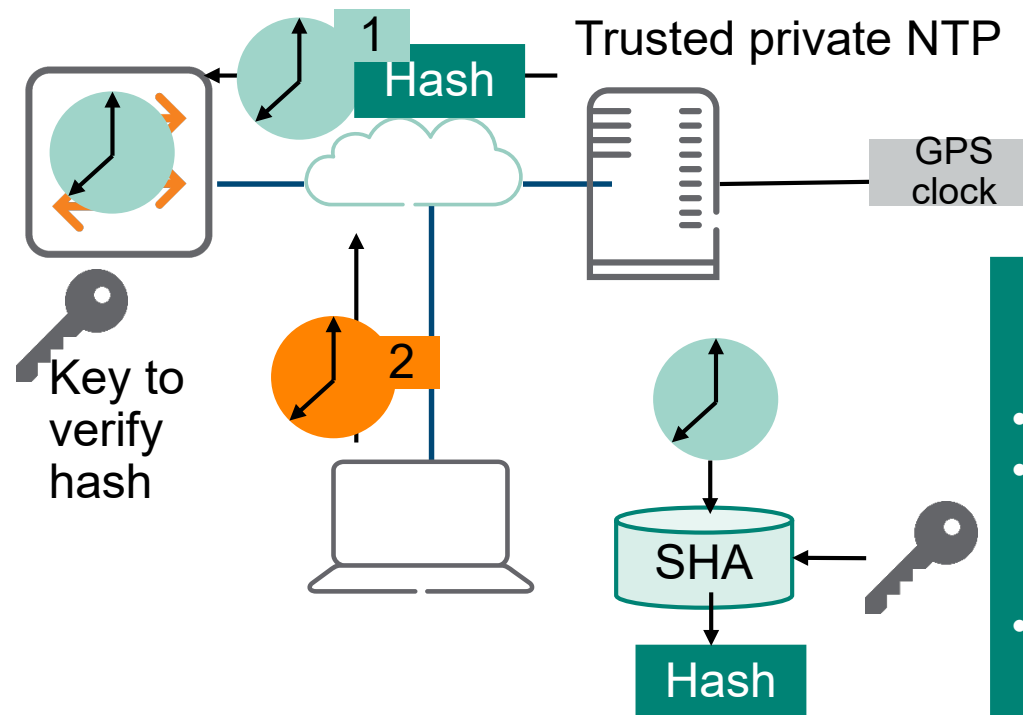 1
Hash
Trusted private NTP
GPS
clock
Key to
verify
hash
2
SHA
Hash